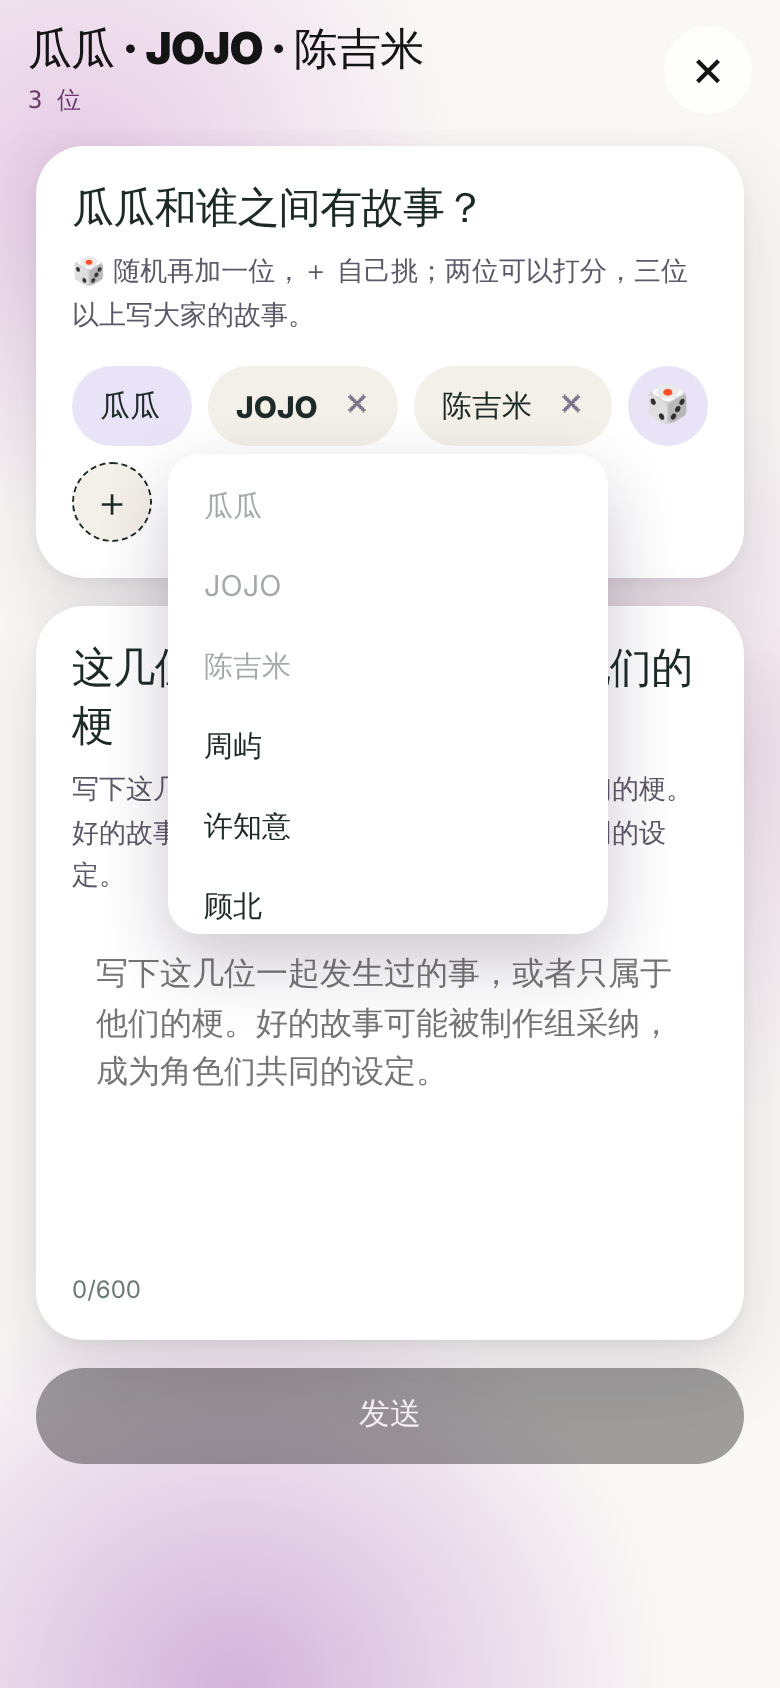 瓜瓜 · JOJO · 陈吉米
3 位
瓜瓜和谁之间有故事？
🎲 随机再加一位，＋ 自己挑；两位可以打分，三位
以上写大家的故事。
瓜瓜
JOJO ✕
陈吉米 ✕
🎲
＋
瓜瓜
JOJO
陈吉米
周屿
许知意
顾北
这几 们的
梗
写下这 的梗。
好的故 的设
定。
写下这几位一起发生过的事，或者只属于
他们的梗。好的故事可能被制作组采纳，
成为角色们共同的设定。
0/600
发送